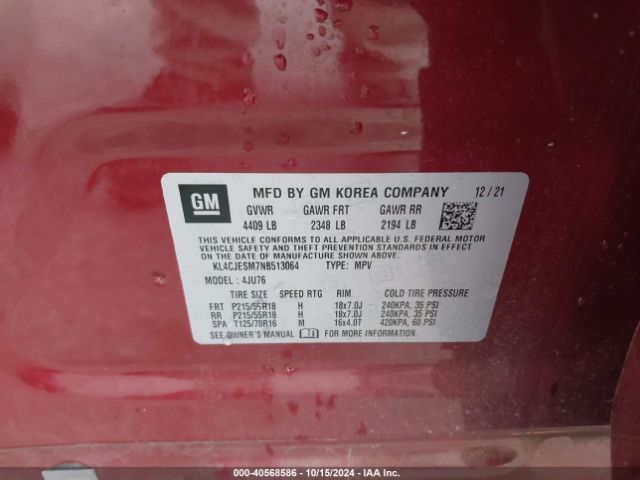 GM
MFD BY GM KOREA COMPANY 12/21
GVWR GAWR FRT GAWR RR
4409 LB 2348 LB 2194 LB
THIS VEHICLE CONFORMS TO ALL APPLICABLE U.S. FEDERAL MOTOR
VEHICLE SAFETY AND THEFT PREVENTION STANDARDS IN EFFECT
ON THE DATE OF MANUFACTURE SHOWN ABOVE.
KL4CJESM7NB513064 TYPE: MPV
MODEL: 4JU76
TIRE SIZE SPEED RTG RIM COLD TIRE PRESSURE
FRT P215/55R18 H 18x7.0J 240KPA, 35 PSI
RR P215/55R18 H 18x7.0J 240KPA, 35 PSI
SPA T125/70R16 M 16x4.0T 420KPA, 60 PSI
SEE OWNER'S MANUAL FOR MORE INFORMATION.
000-40568586 - 10/15/2024 - IAA Inc.